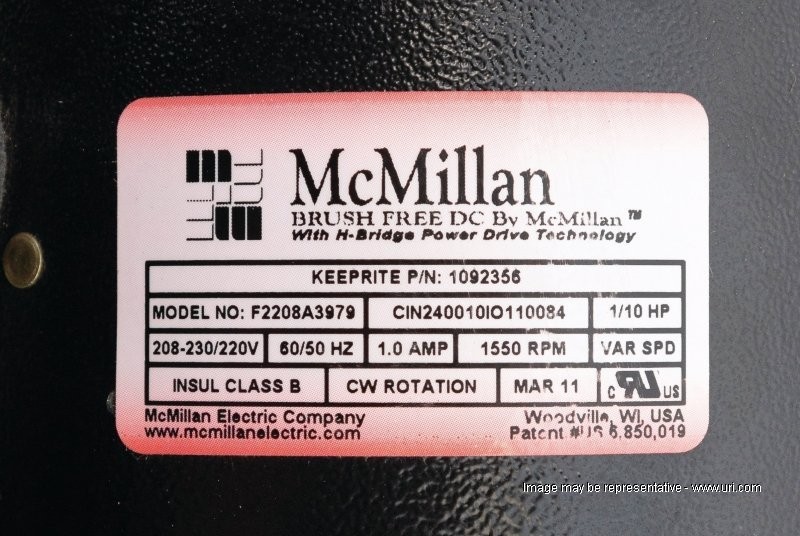 McMillan
BRUSH FREE DC By McMillan™
With H-Bridge Power Drive Technology
KEEPRITE P/N: 1092356
MODEL NO: F2208A3979 CIN240010IO110084 1/10 HP
208-230/220V 60/50 HZ 1.0 AMP 1550 RPM VAR SPD
INSUL CLASS B CW ROTATION MAR 11 c RU US
McMillan Electric Company Woodville, WI, USA
www.mcmillanelectric.com Patent #US 6,850,019
Image may be representative - www.uri.com